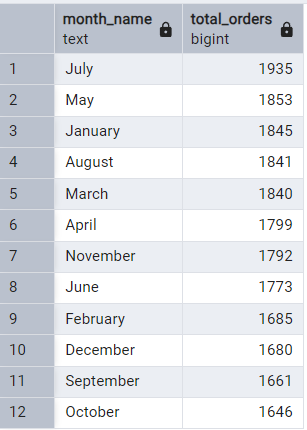 month_name total_orders
text bigint
1 July 1935
2 May 1853
3 January 1845
4 August 1841
5 March 1840
6 April 1799
7 November 1792
8 June 1773
9 February 1685
10 December 1680
11 September 1661
12 October 1646